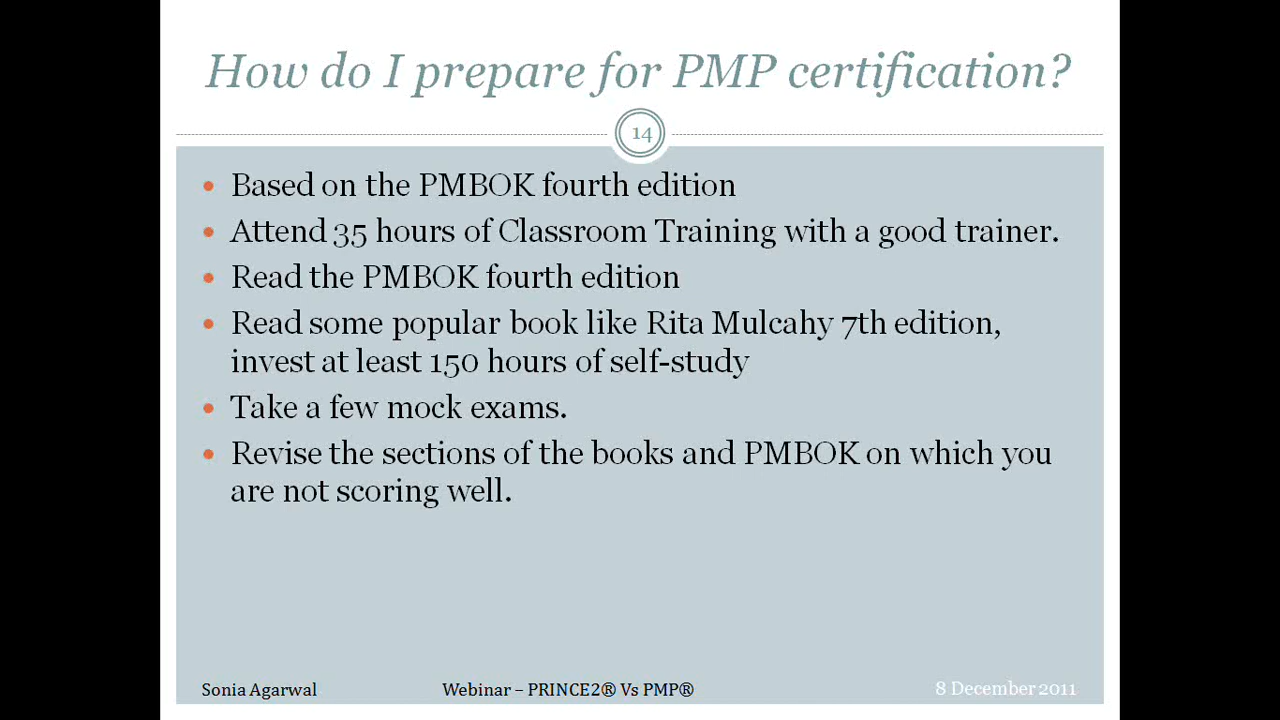 How do I prepare for PMP certification?
14
Based on the PMBOK fourth edition
Attend 35 hours of Classroom Training with a good trainer.
Read the PMBOK fourth edition
Read some popular book like Rita Mulcahy 7th edition,
invest at least 150 hours of self-study
Take a few mock exams.
Revise the sections of the books and PMBOK on which you
are not scoring well.
Sonia Agarwal Webinar – PRINCE2® Vs PMP® 8 December 2011